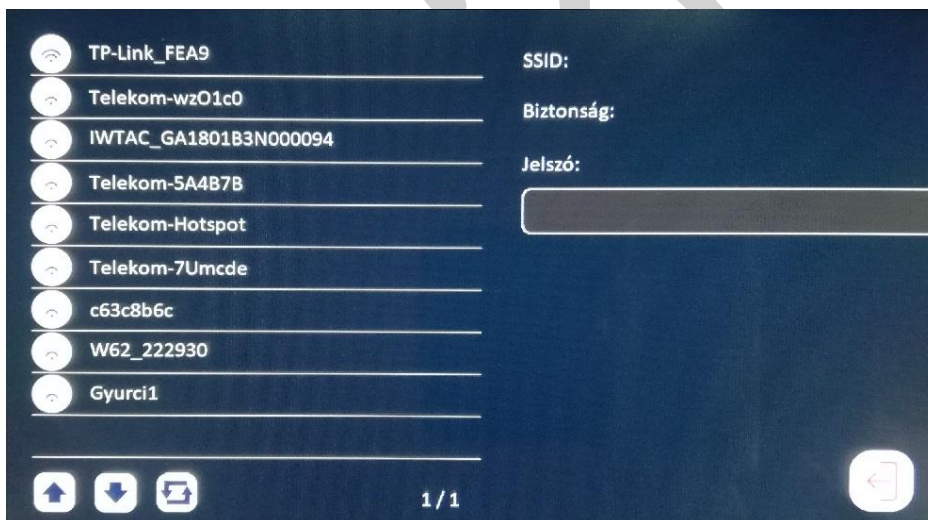 TP-Link_FEA9
Telekom-wzO1c0
IWTAC_GA1801B3N000094
Telekom-5A4B7B
Telekom-Hotspot
Telekom-7Umcde
c63c8b6c
W62_222930
Gyurci1
1/1
SSID:
Biztonság:
Jelszó: